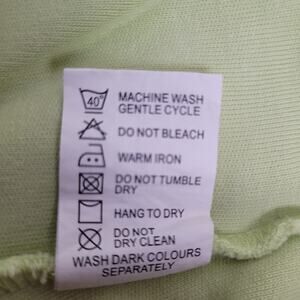 40° MACHINE WASH
GENTLE CYCLE
DO NOT BLEACH
WARM IRON
DO NOT TUMBLE
DRY
HANG TO DRY
DO NOT
DRY CLEAN
WASH DARK COLOURS
SEPARATELY